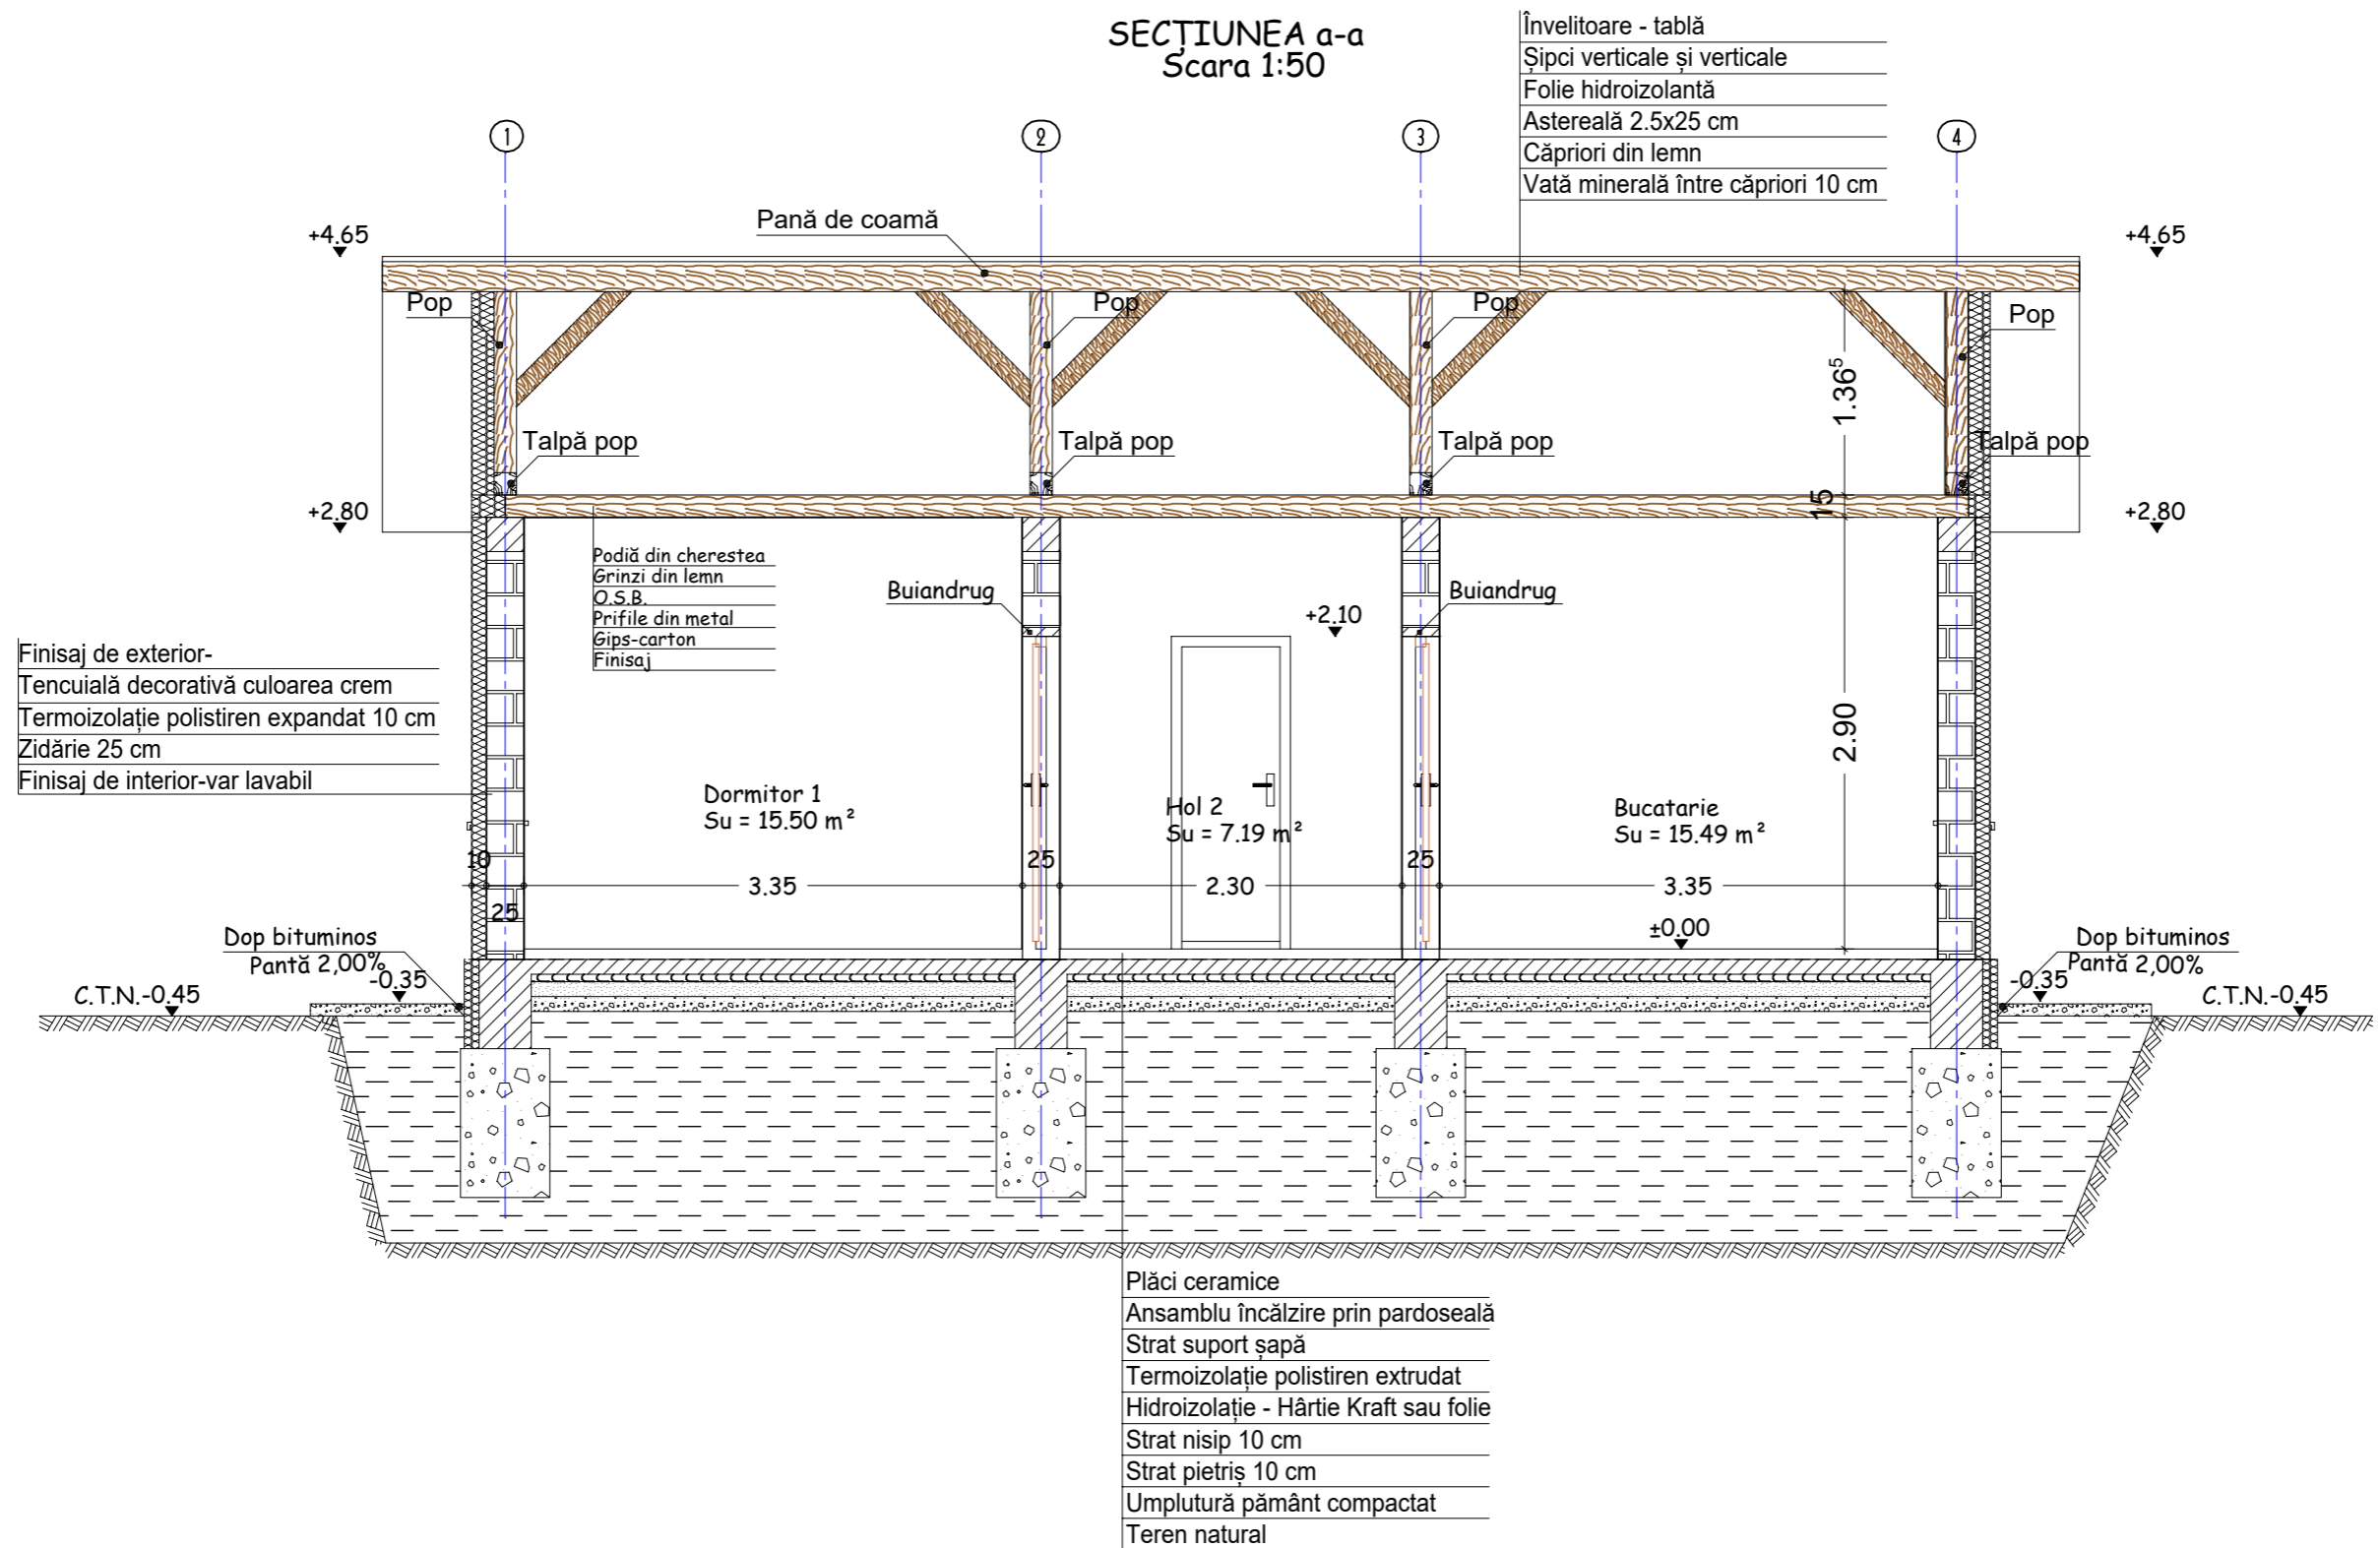 SECȚIUNEA a-a
Scara 1:50
Învelitoare - tablă
Șipci verticale și verticale
Folie hidroizolantă
Astereală 2.5x25 cm
Căpriori din lemn
Vată minerală între căpriori 10 cm
1
2
3
4
Pană de coamă
+4.65
+4.65
Pop
Pop
Pop
Pop
1.36⁵
Talpă pop
Talpă pop
Talpă pop
Talpă pop
15
+2.80
+2.80
Podiă din cherestea
Grinzi din lemn
O.S.B.
Prifile din metal
Gips-carton
Finisaj
Buiandrug
Buiandrug
+2.10
Finisaj de exterior-
Tencuială decorativă culoarea crem
Termoizolație polistiren expandat 10 cm
Zidărie 25 cm
Finisaj de interior-var lavabil
2.90
Dormitor 1
Su = 15.50 m²
Hol 2
Su = 7.19 m²
Bucatarie
Su = 15.49 m²
10
25
25
3.35
2.30
3.35
25
±0.00
Dop bituminos
Pantă 2,00%
-0.35
C.T.N.-0.45
Dop bituminos
Pantă 2,00%
-0.35
C.T.N.-0.45
Plăci ceramice
Ansamblu încălzire prin pardoseală
Strat suport șapă
Termoizolație polistiren extrudat
Hidroizolație - Hârtie Kraft sau folie
Strat nisip 10 cm
Strat pietriș 10 cm
Umplutură pământ compactat
Teren natural